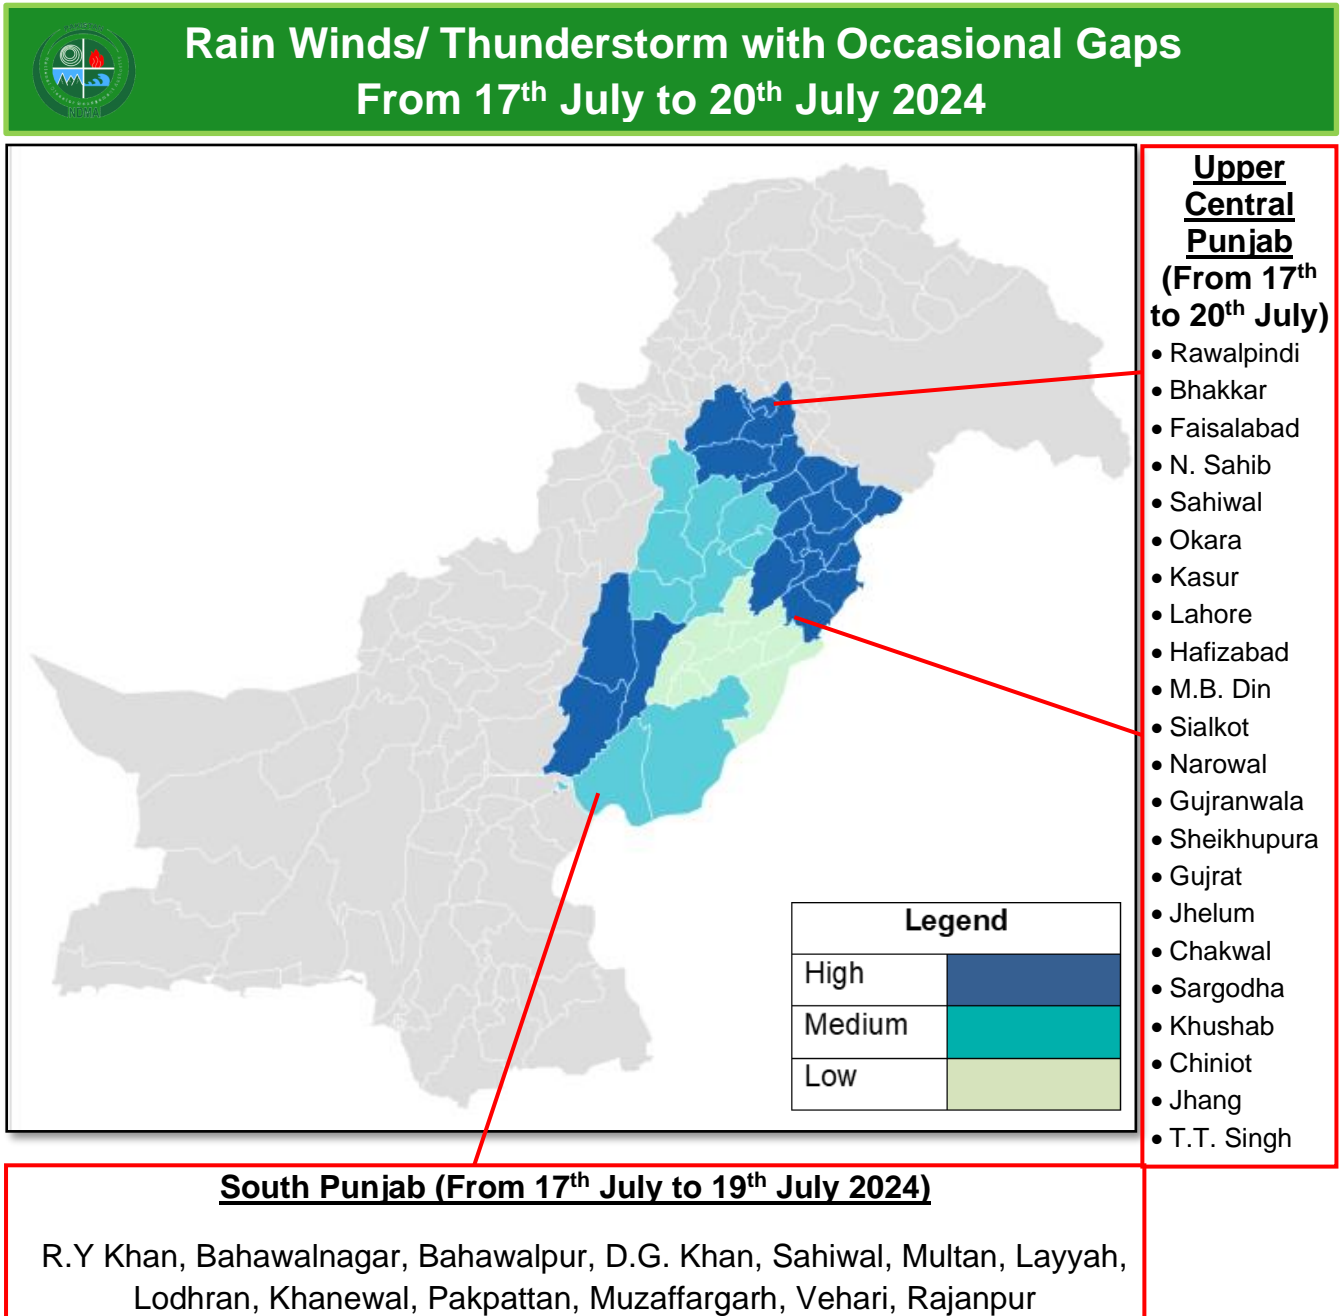 Rain Winds/ Thunderstorm with Occasional Gaps
From 17th July to 20th July 2024
NDMA
Upper
Central
Punjab
(From 17th
to 20th July)
• Rawalpindi
• Bhakkar
• Faisalabad
• N. Sahib
• Sahiwal
• Okara
• Kasur
• Lahore
• Hafizabad
• M.B. Din
• Sialkot
• Narowal
• Gujranwala
• Sheikhupura
• Gujrat
• Jhelum
• Chakwal
• Sargodha
• Khushab
• Chiniot
• Jhang
• T.T. Singh
Legend
High
Medium
Low
South Punjab (From 17th July to 19th July 2024)
R.Y Khan, Bahawalnagar, Bahawalpur, D.G. Khan, Sahiwal, Multan, Layyah,
Lodhran, Khanewal, Pakpattan, Muzaffargarh, Vehari, Rajanpur